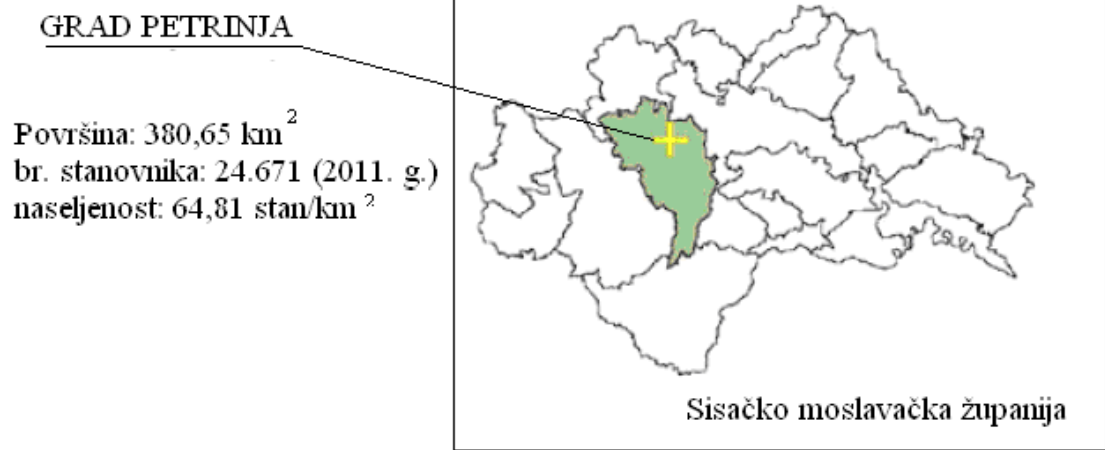 GRAD PETRINJA
Površina: 380,65 km²
br. stanovnika: 24.671 (2011. g.)
naseljenost: 64,81 stan/km²
Sisačko moslavačka županija